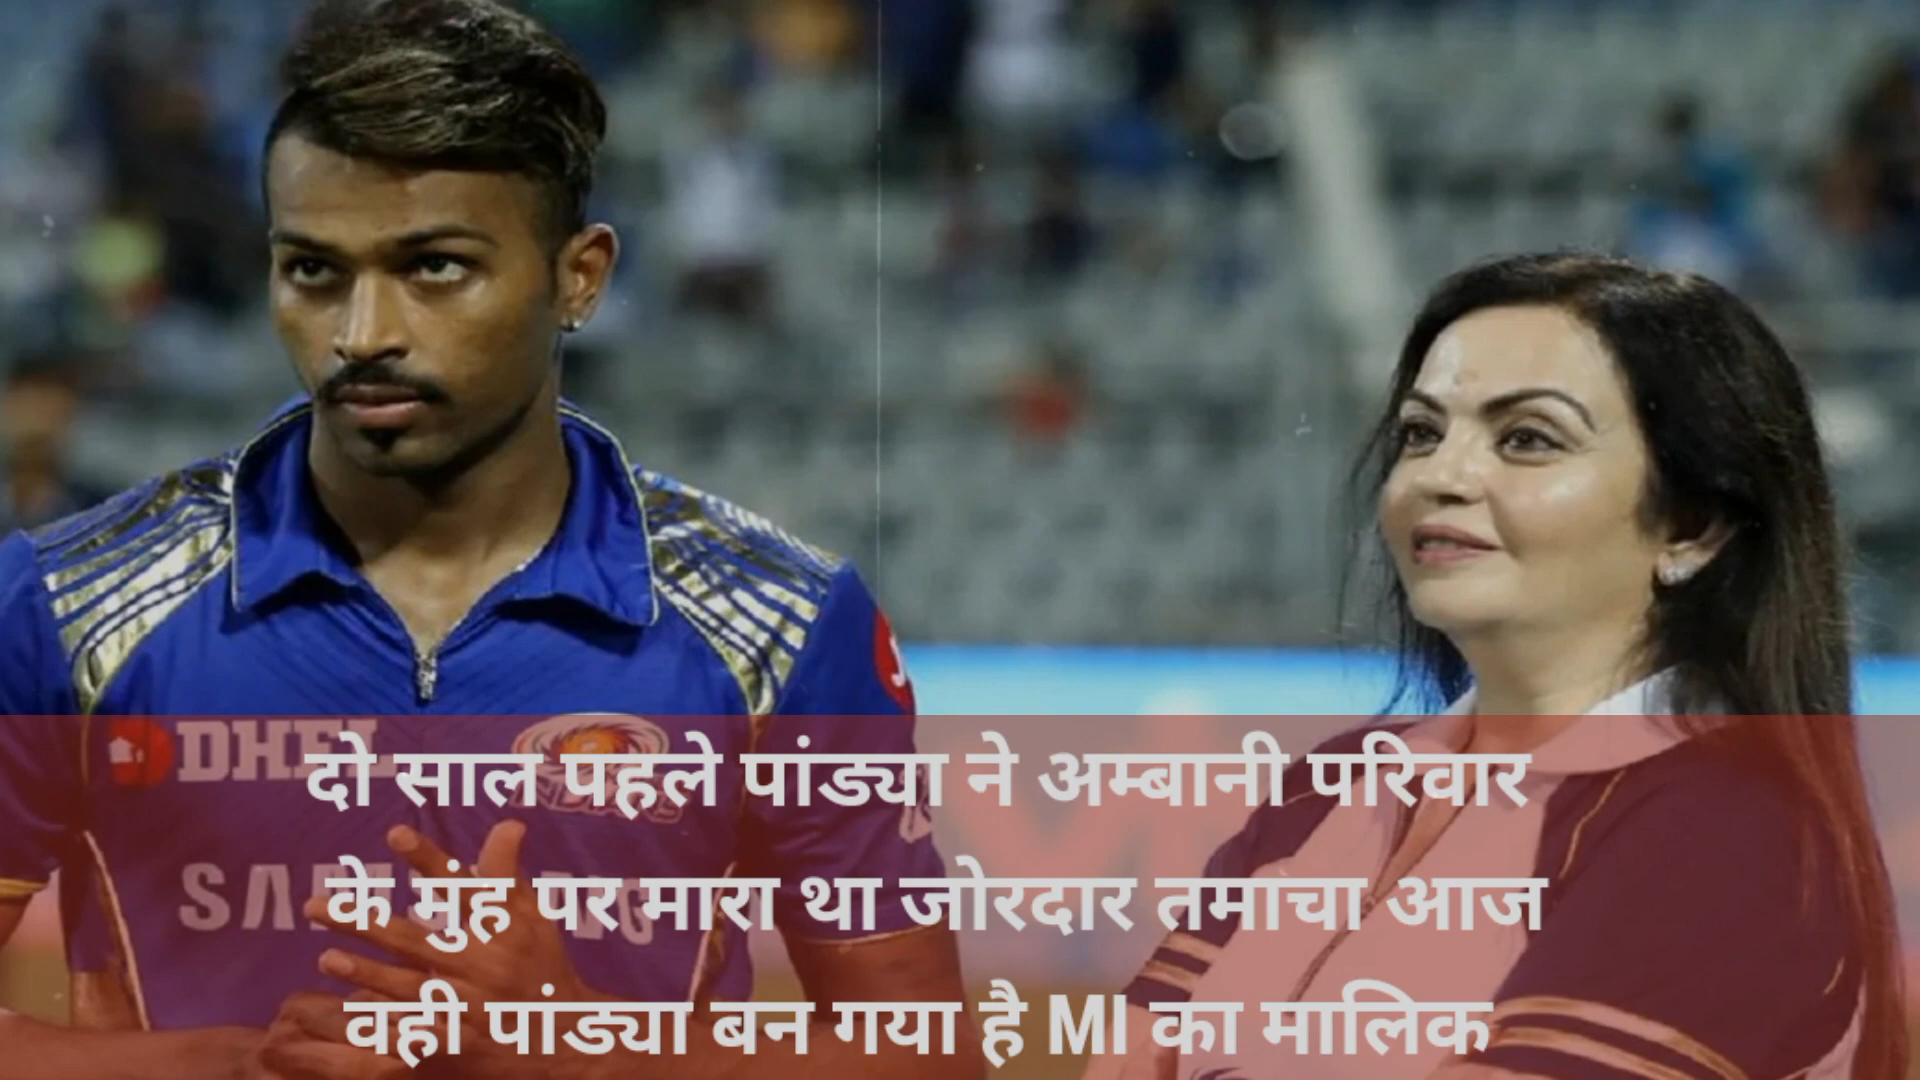 दो साल पहले पांड्या ने अम्बानी परिवार
के मुंह पर मारा था जोरदार तमाचा आज
वही पांड्या बन गया है MI का मालिक